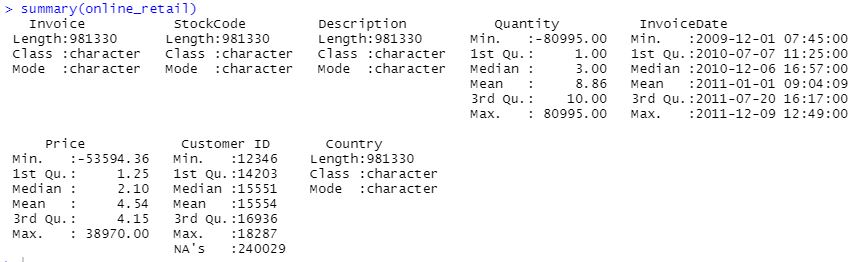 > summary(online_retail)
Invoice StockCode Description Quantity InvoiceDate
Length:981330 Length:981330 Length:981330 Min. :-80995.00 Min. :2009-12-01 07:45:00
Class :character Class :character Class :character 1st Qu.: 1.00 1st Qu.:2010-07-07 11:25:00
Mode :character Mode :character Mode :character Median : 3.00 Median :2010-12-06 16:57:00
Mean : 8.86 Mean :2011-01-01 09:04:09
3rd Qu.: 10.00 3rd Qu.:2011-07-20 16:17:00
Max. : 80995.00 Max. :2011-12-09 12:49:00
Price Customer ID Country
Min. :-53594.36 Min. :12346 Length:981330
1st Qu.: 1.25 1st Qu.:14203 Class :character
Median : 2.10 Median :15551 Mode :character
Mean : 4.54 Mean :15554
3rd Qu.: 4.15 3rd Qu.:16936
Max. : 38970.00 Max. :18287
NA's :240029